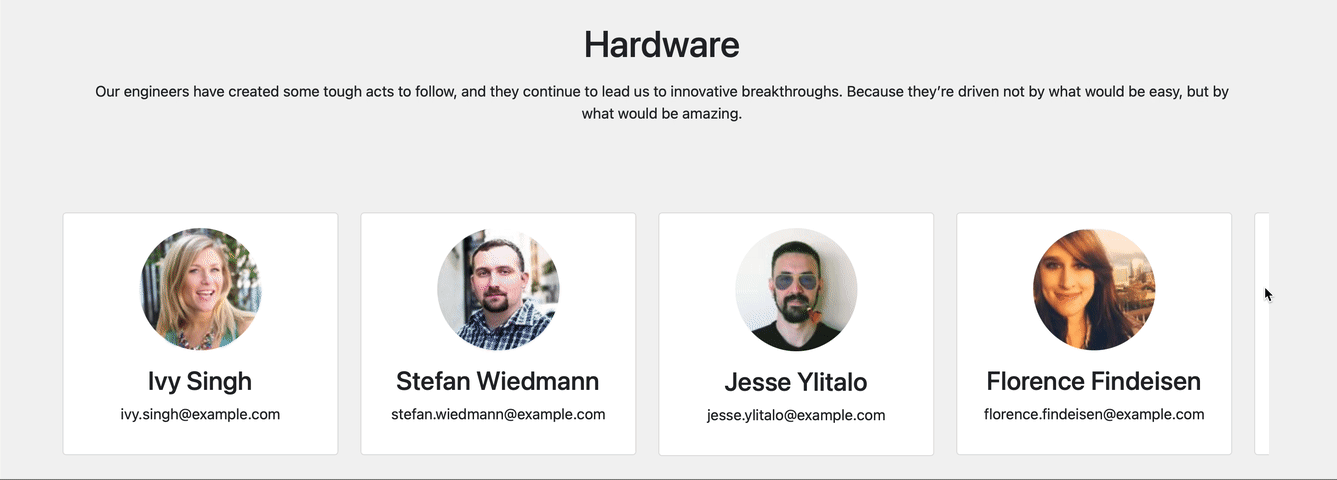 Hardware
Our engineers have created some tough acts to follow, and they continue to lead us to innovative breakthroughs. Because they’re driven not by what would be easy, but by
what would be amazing.
Ivy Singh
ivy.singh@example.com
Stefan Wiedmann
stefan.wiedmann@example.com
Jesse Ylitalo
jesse.ylitalo@example.com
Florence Findeisen
florence.findeisen@example.com